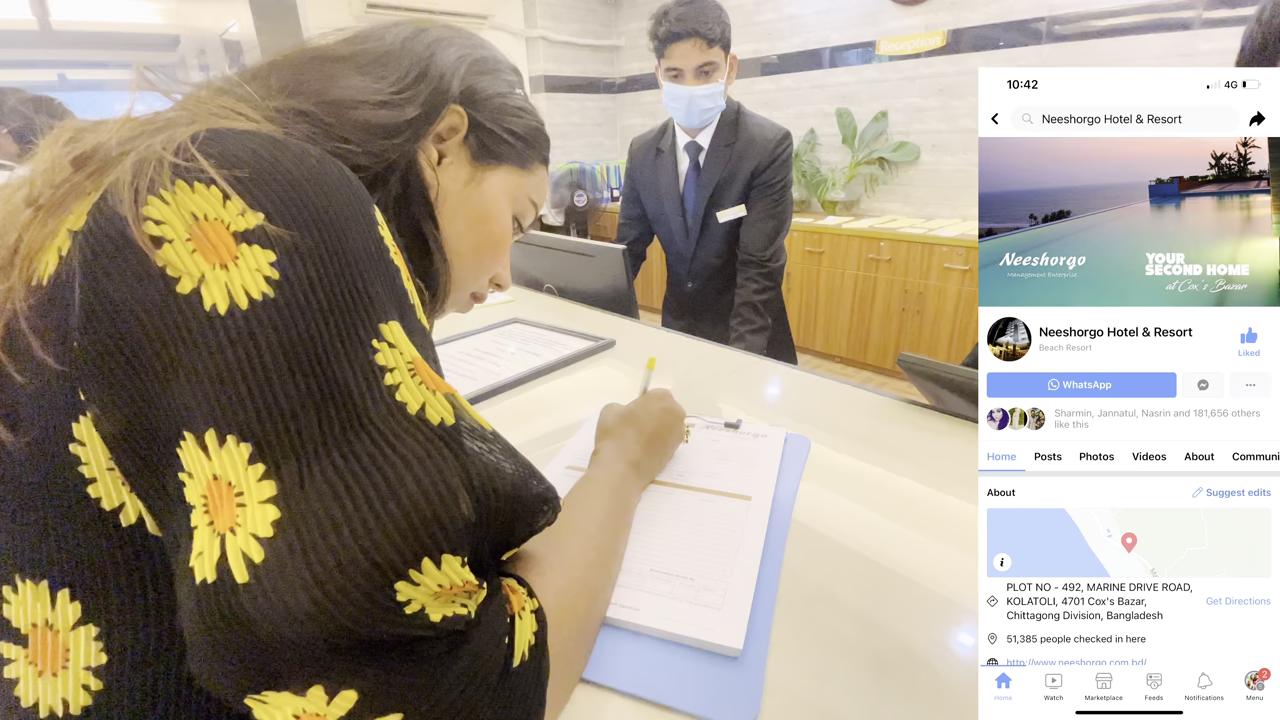 Reception
Neeshorgo
10:42
4G
Neeshorgo Hotel & Resort
Neeshorgo
Management Enterprise
YOUR
SECOND HOME
at Cox's Bazar
Neeshorgo Hotel & Resort
Beach Resort
Liked
WhatsApp
Sharmin, Jannatul, Nasrin and 181,656 others
like this
Home Posts Photos Videos About Communi
About
Suggest edits
PLOT NO - 492, MARINE DRIVE ROAD,
KOLATOLI, 4701 Cox's Bazar,
Chittagong Division, Bangladesh
Get Directions
51,385 people checked in here
http://www.neeshorgo.com.bd/
2
Home Watch Marketplace Feeds Notifications Menu